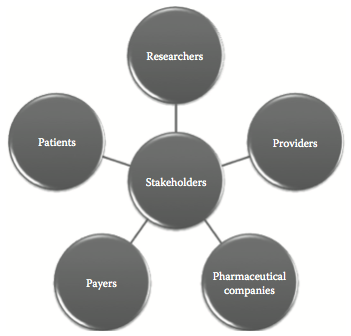 Researchers
Patients
Providers
Stakeholders
Payers
Pharmaceutical
companies